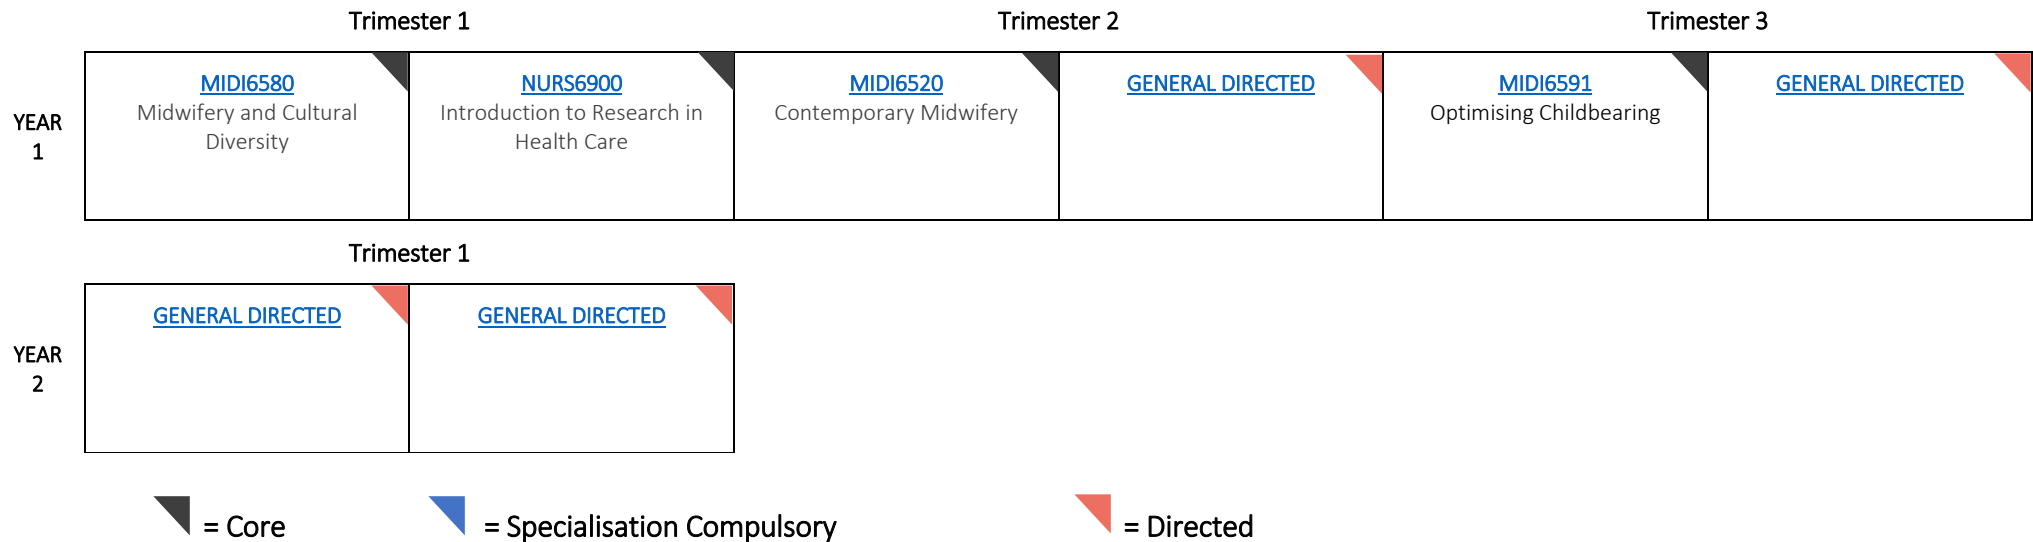 Trimester 1
Trimester 2
Trimester 3
YEAR
1
MIDI6580
Midwifery and Cultural
Diversity
NURS6900
Introduction to Research in
Health Care
MIDI6520
Contemporary Midwifery
GENERAL DIRECTED
MIDI6591
Optimising Childbearing
GENERAL DIRECTED
Trimester 1
YEAR
2
GENERAL DIRECTED
GENERAL DIRECTED
= Core
= Specialisation Compulsory
= Directed